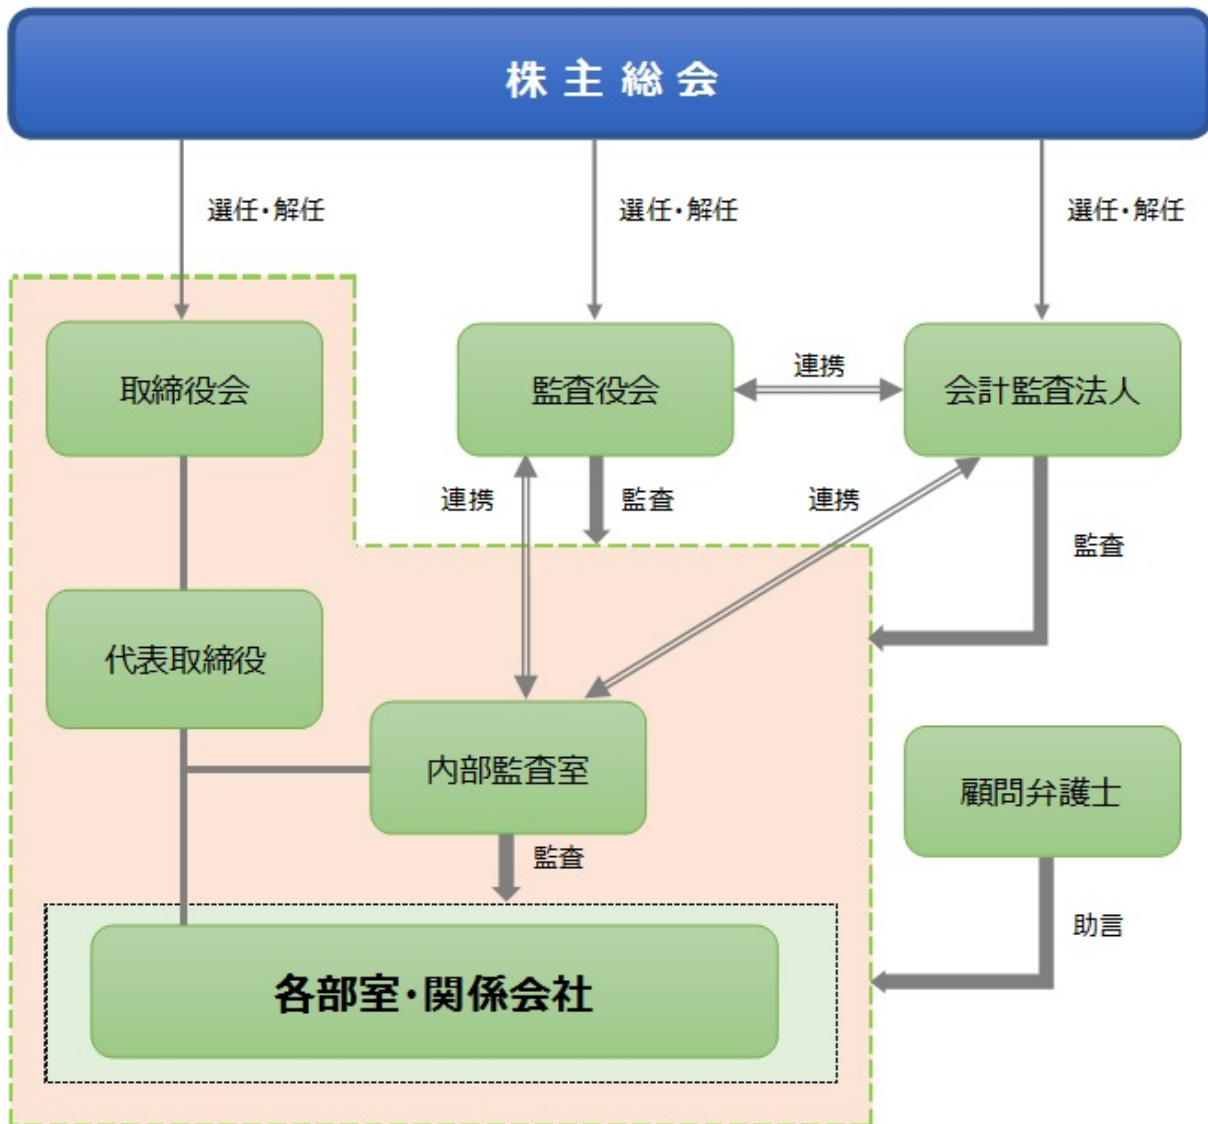 株主総会
選任・解任
選任・解任
選任・解任
取締役会
監査役会
連携
会計監査法人
連携
監査
連携
監査
代表取締役
内部監査室
顧問弁護士
監査
助言
各部室・関係会社